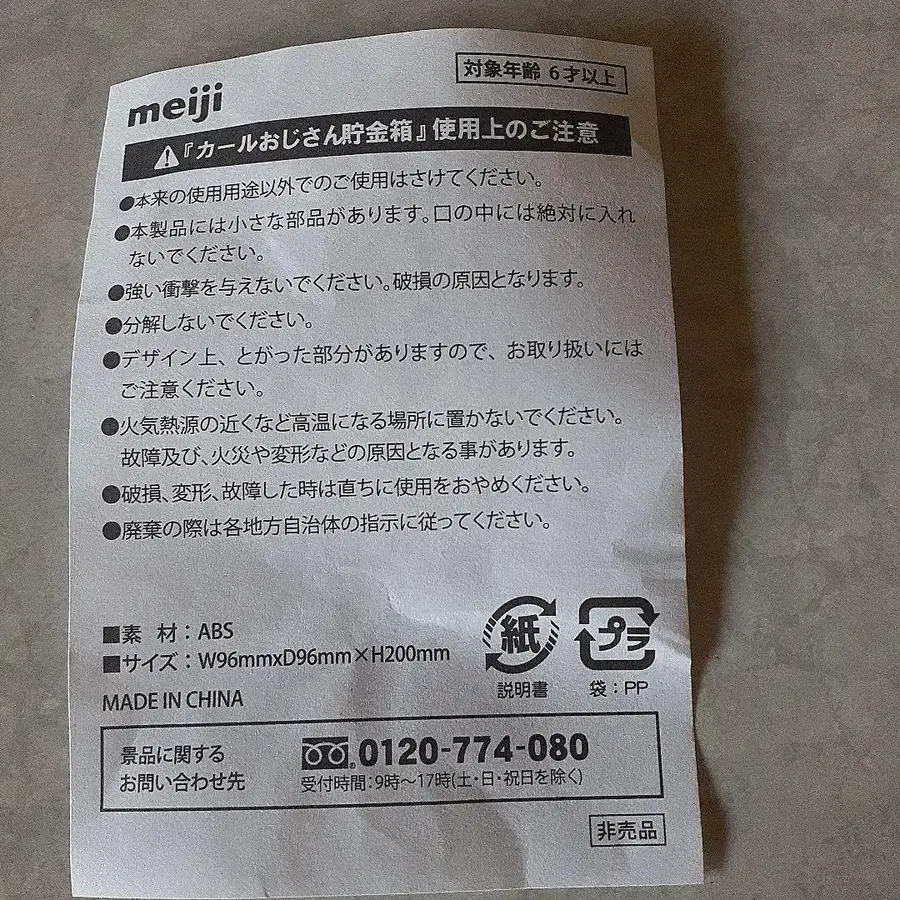 meiji
対象年齢 6才以上
『カールおじさん貯金箱』使用上のご注意
●本来の使用用途以外でのご使用はさけてください。
●本製品には小さな部品があります。口の中には絶対に入れ
ないでください。
●強い衝撃を与えないでください。破損の原因となります。
●分解しないでください。
●デザイン上、とがった部分がありますので、お取り扱いには
ご注意ください。
●火気熱源の近くなど高温になる場所に置かないでください。
故障及び、火災や変形などの原因となる事があります。
●破損、変形、故障した時は直ちに使用をおやめください。
●廃棄の際は各地方自治体の指示に従ってください。
■素 材：ABS
■サイズ：W96mmxD96mm×H200mm
MADE IN CHINA
紙
説明書
プラ
袋：PP
景品に関する
お問い合わせ先
0120-774-080
受付時間：9時～17時(土・日・祝日を除く)
非売品